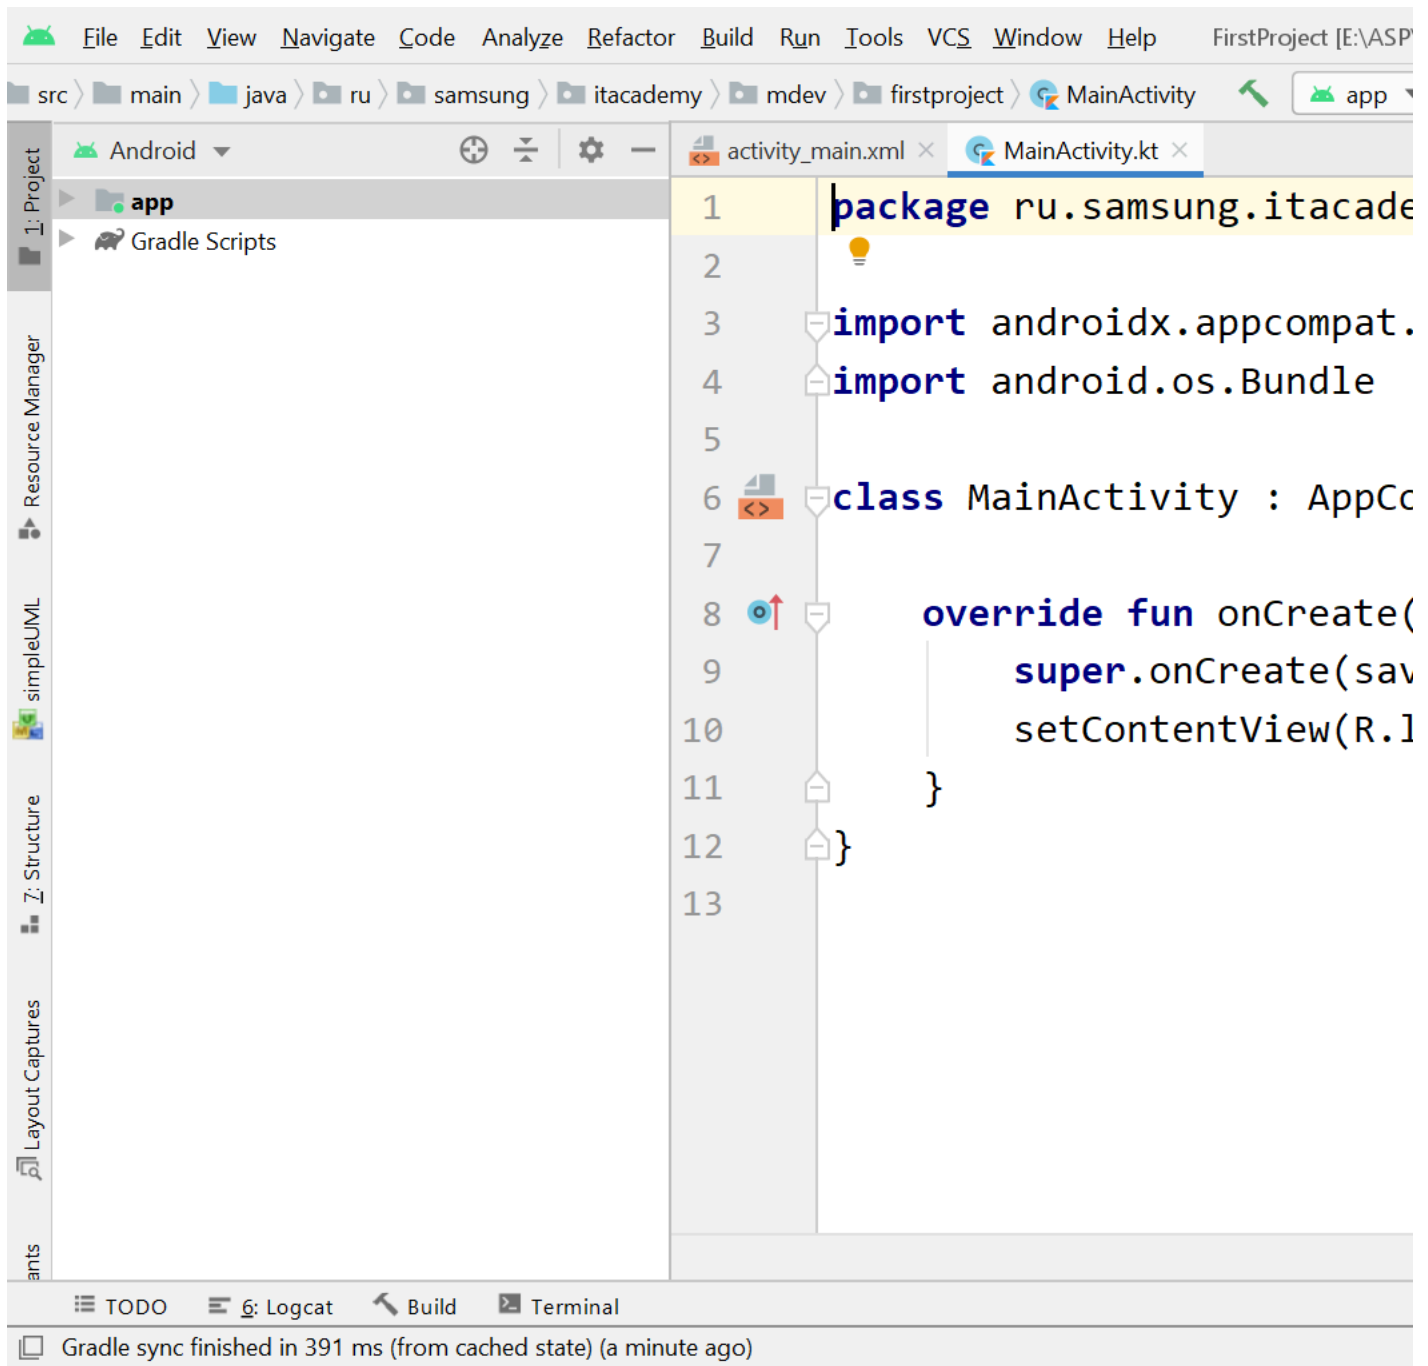 File Edit View Navigate Code Analyze Refactor Build Run Tools VCS Window Help FirstProject [E:\ASP
src main java ru samsung itacademy mdev firstproject MainActivity app
Android
activity_main.xml MainActivity.kt
app
Gradle Scripts
1: Project
Resource Manager
simpleUML
7: Structure
Layout Captures
ants
1 package ru.samsung.itacade
2
3 import androidx.appcompat.
4 import android.os.Bundle
5
6 class MainActivity : AppCo
7
8 override fun onCreate(
9 super.onCreate(sav
10 setContentView(R.l
11 }
12 }
13
TODO 6: Logcat Build Terminal
Gradle sync finished in 391 ms (from cached state) (a minute ago)